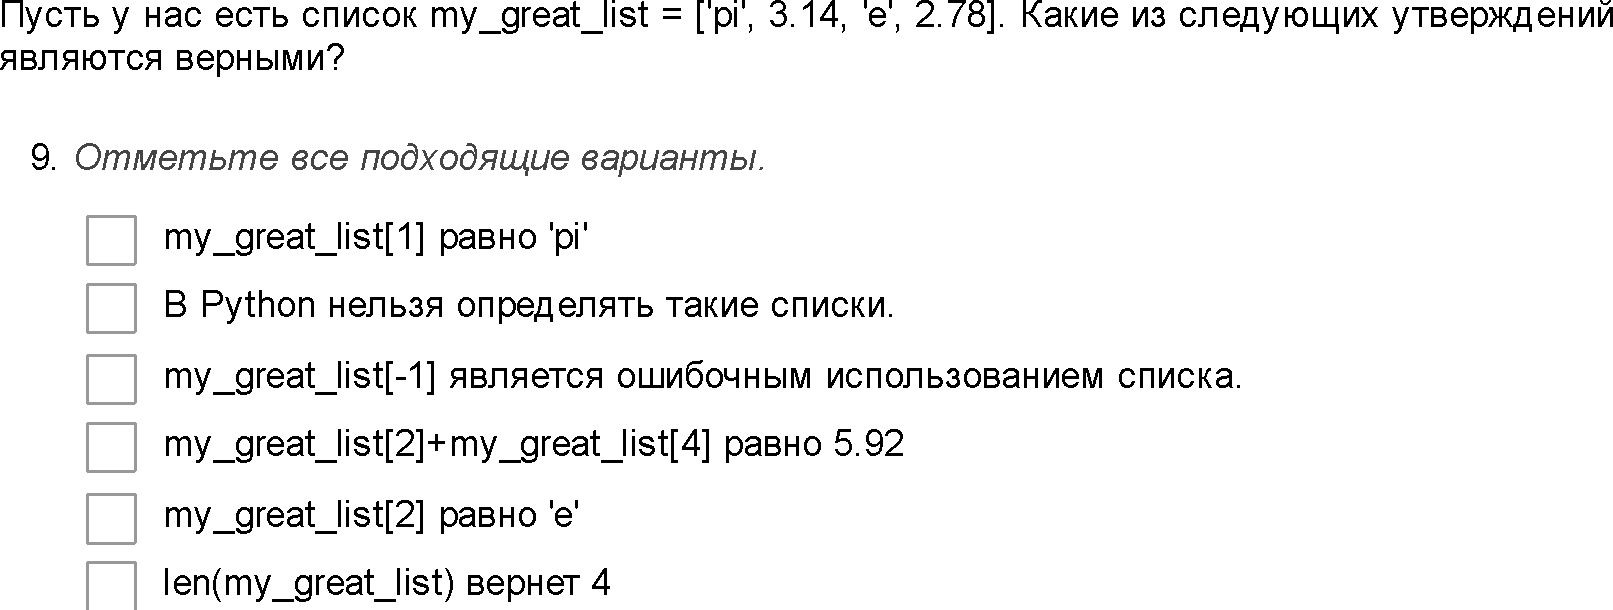 Пусть у нас есть список my_great_list = ['pi', 3.14, 'e', 2.78]. Какие из следующих утверждений
являются верными?
9. Отметьте все подходящие варианты.
my_great_list[1] равно 'pi'
В Python нельзя определять такие списки.
my_great_list[-1] является ошибочным использованием списка.
my_great_list[2]+my_great_list[4] равно 5.92
my_great_list[2] равно 'e'
len(my_great_list) вернет 4